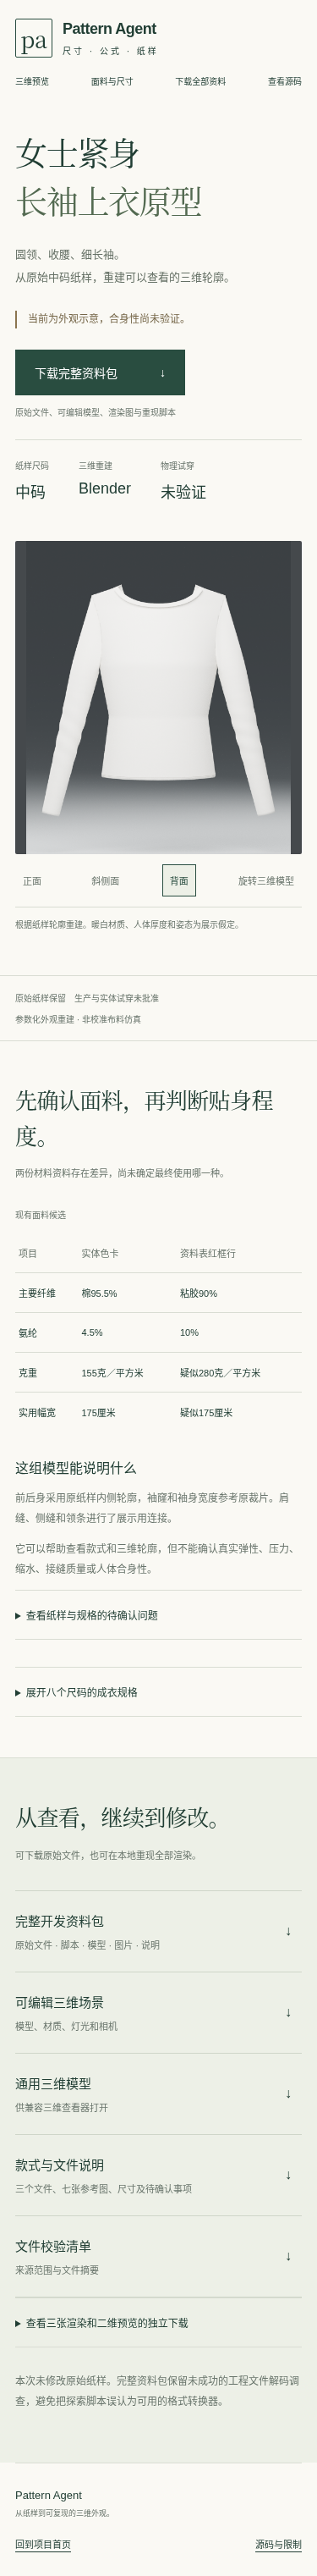 pa
Pattern Agent
尺寸 · 公式 · 纸样
三维预览 面料与尺寸 下载全部资料 查看源码
女士紧身
长袖上衣原型
圆领、收腰、细长袖。
从原始中码纸样，重建可以查看的三维轮廓。
当前为外观示意，合身性尚未验证。
下载完整资料包 ↓
原始文件、可编辑模型、渲染图与重现脚本
纸样尺码 三维重建 物理试穿
中码 Blender 未验证
正面 斜侧面 背面 旋转三维模型
根据纸样轮廓重建。暖白材质、人体厚度和姿态为展示假定。
原始纸样保留 生产与实体试穿未批准
参数化外观重建 · 非校准布料仿真
先确认面料，再判断贴身程
度。
两份材料资料存在差异，尚未确定最终使用哪一种。
现有面料候选
项目 实体色卡 资料表红框行
主要纤维 棉95.5% 粘胶90%
氨纶 4.5% 10%
克重 155克／平方米 疑似280克／平方米
实用幅宽 175厘米 疑似175厘米
这组模型能说明什么
前后身采用原纸样内侧轮廓，袖窿和袖身宽度参考原裁片。肩
缝、侧缝和领条进行了展示用连接。
它可以帮助查看款式和三维轮廓，但不能确认真实弹性、压力、
缩水、接缝质量或人体合身性。
▶ 查看纸样与规格的待确认问题
▶ 展开八个尺码的成衣规格
从查看，继续到修改。
可下载原始文件，也可在本地重现全部渲染。
完整开发资料包 ↓
原始文件 · 脚本 · 模型 · 图片 · 说明
可编辑三维场景 ↓
模型、材质、灯光和相机
通用三维模型 ↓
供兼容三维查看器打开
款式与文件说明 ↓
三个文件、七张参考图、尺寸及待确认事项
文件校验清单 ↓
来源范围与文件摘要
▶ 查看三张渲染和二维预览的独立下载
本次未修改原始纸样。完整资料包保留未成功的工程文件解码调
查，避免把探索脚本误认为可用的格式转换器。
Pattern Agent
从纸样到可复现的三维外观。
回到项目首页 源码与限制